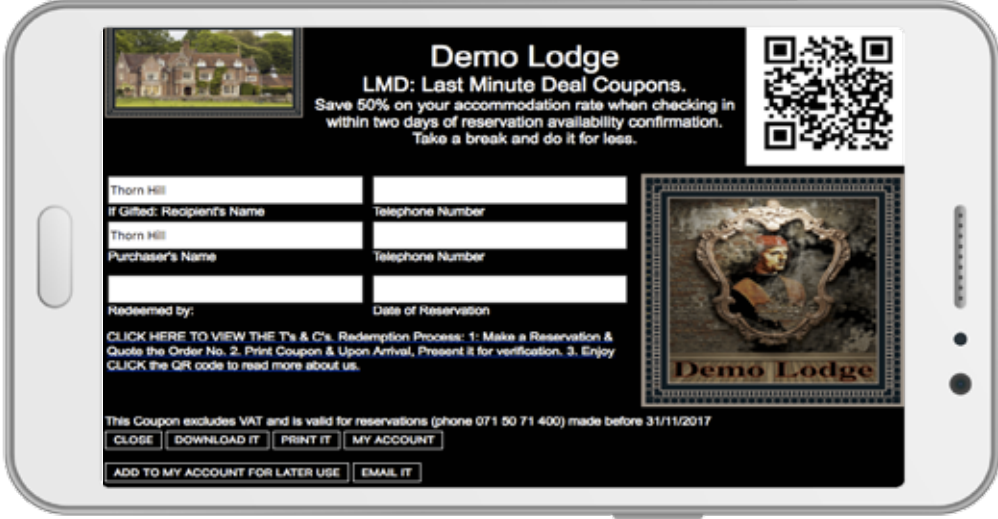 Demo Lodge
LMD: Last Minute Deal Coupons.
Save 50% on your accommodation rate when checking in
within two days of reservation availability confirmation.
Take a break and do it for less.
Thorn Hill
If Gifted: Recipient's Name
Telephone Number
Thorn Hill
Purchaser's Name
Telephone Number
Redeemed by:
Date of Reservation
CLICK HERE TO VIEW THE T's & C's. Redemption Process: 1: Make a Reservation &
Quote the Order No. 2. Print Coupon & Upon Arrival, Present it for verification. 3. Enjoy
CLICK the QR code to read more about us.
Demo Lodge
This Coupon excludes VAT and is valid for reservations (phone 071 50 71 400) made before 31/11/2017
CLOSE DOWNLOAD IT PRINT IT MY ACCOUNT
ADD TO MY ACCOUNT FOR LATER USE EMAIL IT